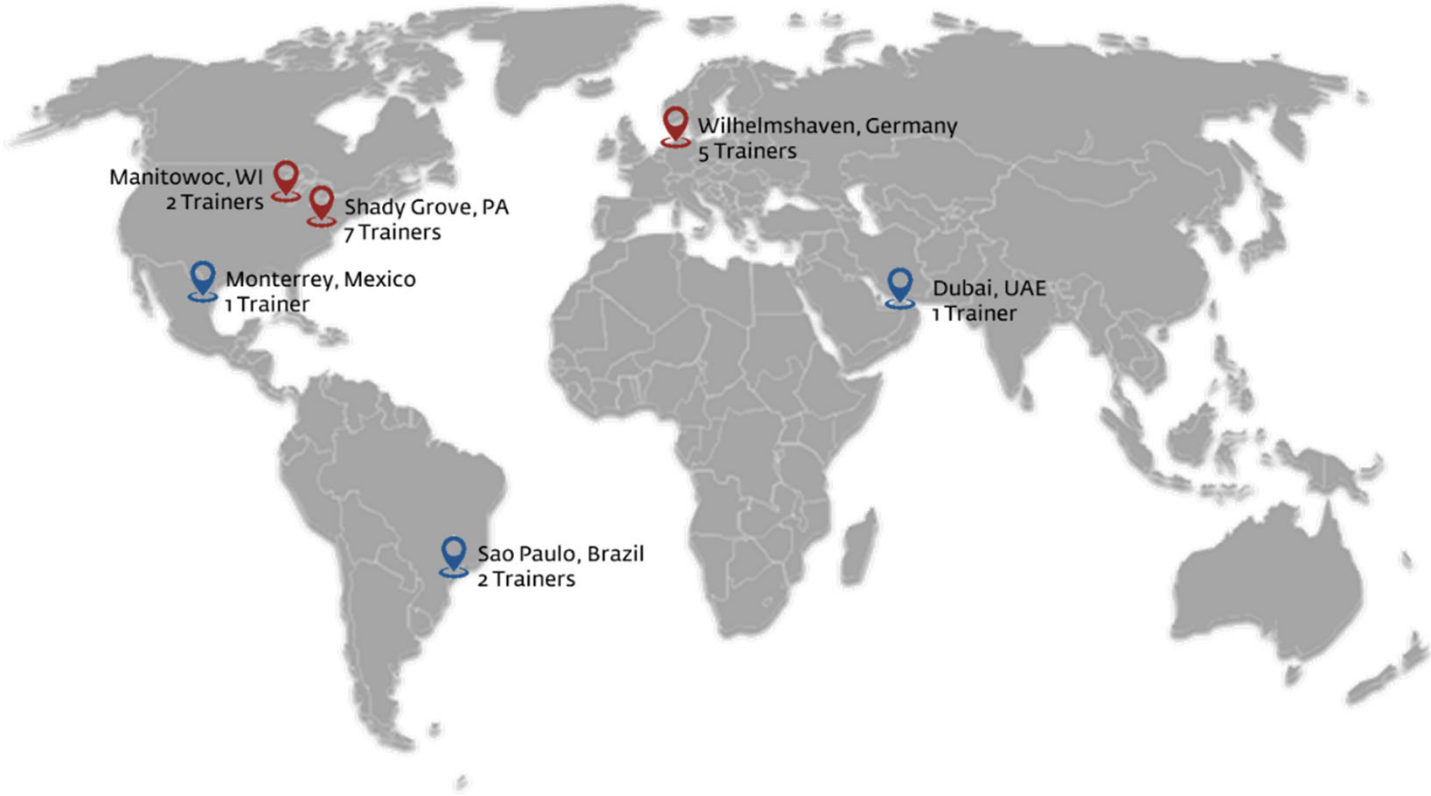 Wilhelmshaven, Germany
5 Trainers
Manitowoc, WI
2 Trainers
Shady Grove, PA
7 Trainers
Monterrey, Mexico
1 Trainer
Dubai, UAE
1 Trainer
Sao Paulo, Brazil
2 Trainers